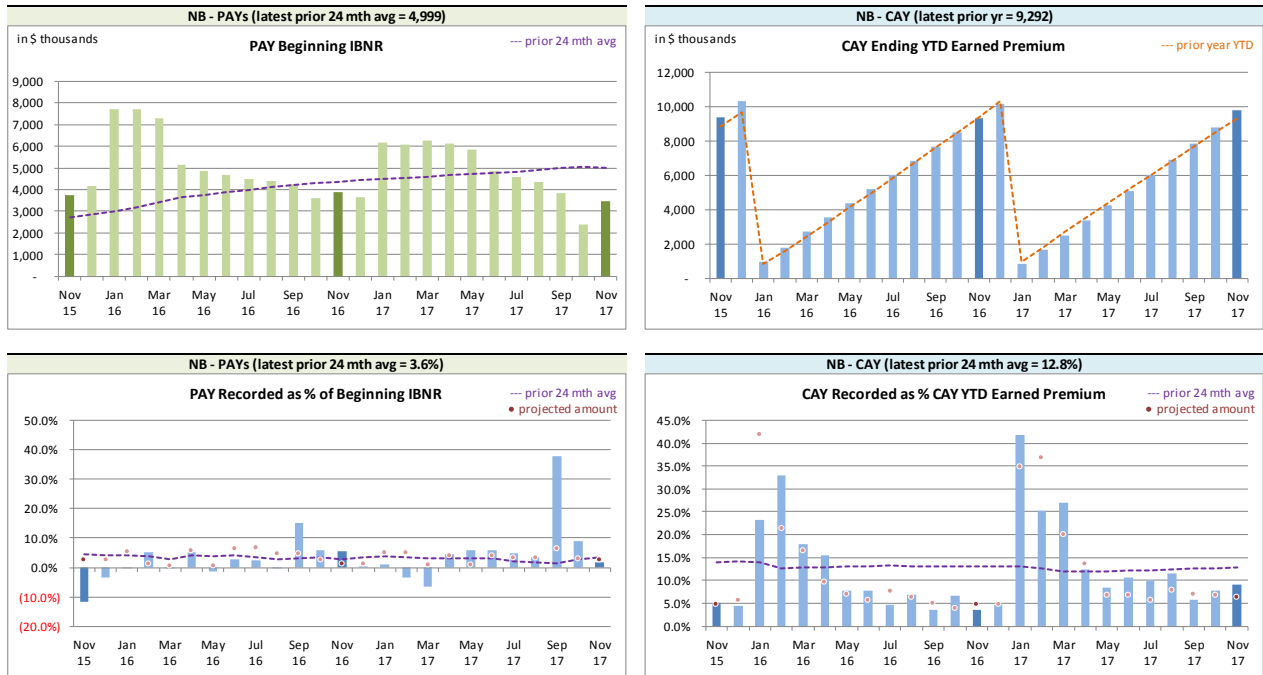 NB - PAYs (latest prior 24 mth avg = 4,999)
in $ thousands
PAY Beginning IBNR
--- prior 24 mth avg
9,000
8,000
7,000
6,000
5,000
4,000
3,000
2,000
1,000
-
Nov Jan Mar May Jul Sep Nov Jan Mar May Jul Sep Nov
15 16 16 16 16 16 16 17 17 17 17 17 17
NB - CAY (latest prior yr = 9,292)
in $ thousands
CAY Ending YTD Earned Premium
--- prior year YTD
12,000
10,000
8,000
6,000
4,000
2,000
-
Nov Jan Mar May Jul Sep Nov Jan Mar May Jul Sep Nov
15 16 16 16 16 16 16 17 17 17 17 17 17
NB - PAYs (latest prior 24 mth avg = 3.6%)
PAY Recorded as % of Beginning IBNR
--- prior 24 mth avg
● projected amount
50.0%
40.0%
30.0%
20.0%
10.0%
0.0%
(10.0%)
(20.0%)
Nov Jan Mar May Jul Sep Nov Jan Mar May Jul Sep Nov
15 16 16 16 16 16 16 17 17 17 17 17 17
NB - CAY (latest prior 24 mth avg = 12.8%)
CAY Recorded as % CAY YTD Earned Premium
--- prior 24 mth avg
● projected amount
45.0%
40.0%
35.0%
30.0%
25.0%
20.0%
15.0%
10.0%
5.0%
0.0%
Nov Jan Mar May Jul Sep Nov Jan Mar May Jul Sep Nov
15 16 16 16 16 16 16 17 17 17 17 17 17